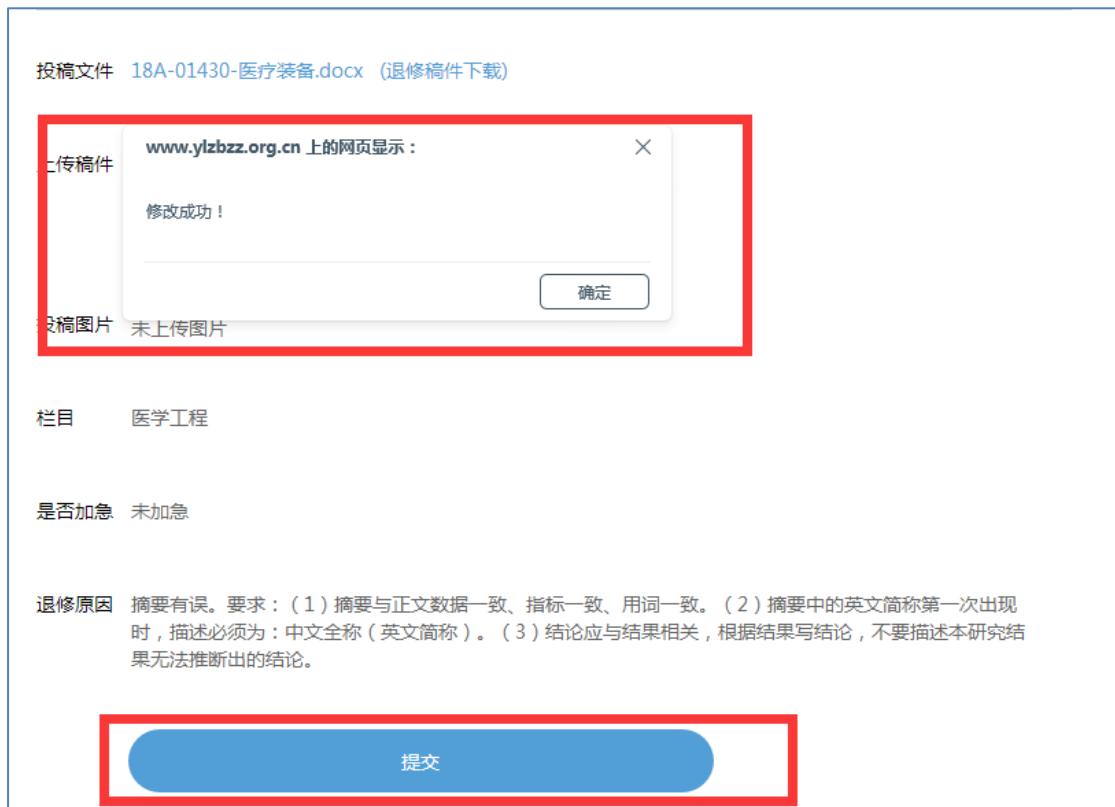 投稿文件 18A-01430-医疗装备.docx (退修稿件下载)
www.ylzbzz.org.cn 上的网页显示：
上传稿件
修改成功！
确定
投稿图片 未上传图片
栏目 医学工程
是否加急 未加急
退修原因 摘要有误。要求：（1）摘要与正文数据一致、指标一致、用词一致。（2）摘要中的英文简称第一次出现
时，描述必须为：中文全称（英文简称）。（3）结论应与结果相关，根据结果写结论，不要描述本研究结
果无法推断出的结论。
提交